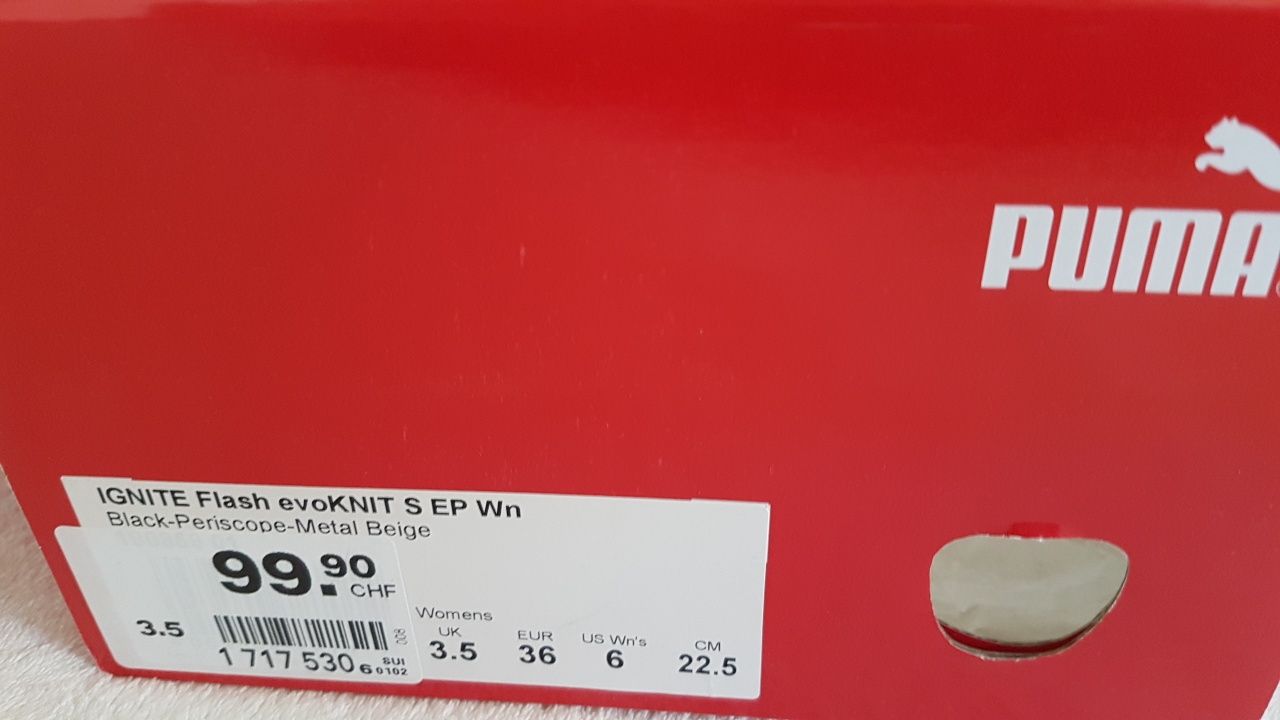 PUMA
IGNITE Flash evoKNIT S EP Wn
Black-Periscope-Metal Beige
99.90
CHF
3.5
008
1 717 530 6
SUI
0102
Womens
UK EUR US Wn's CM
3.5 36 6 22.5